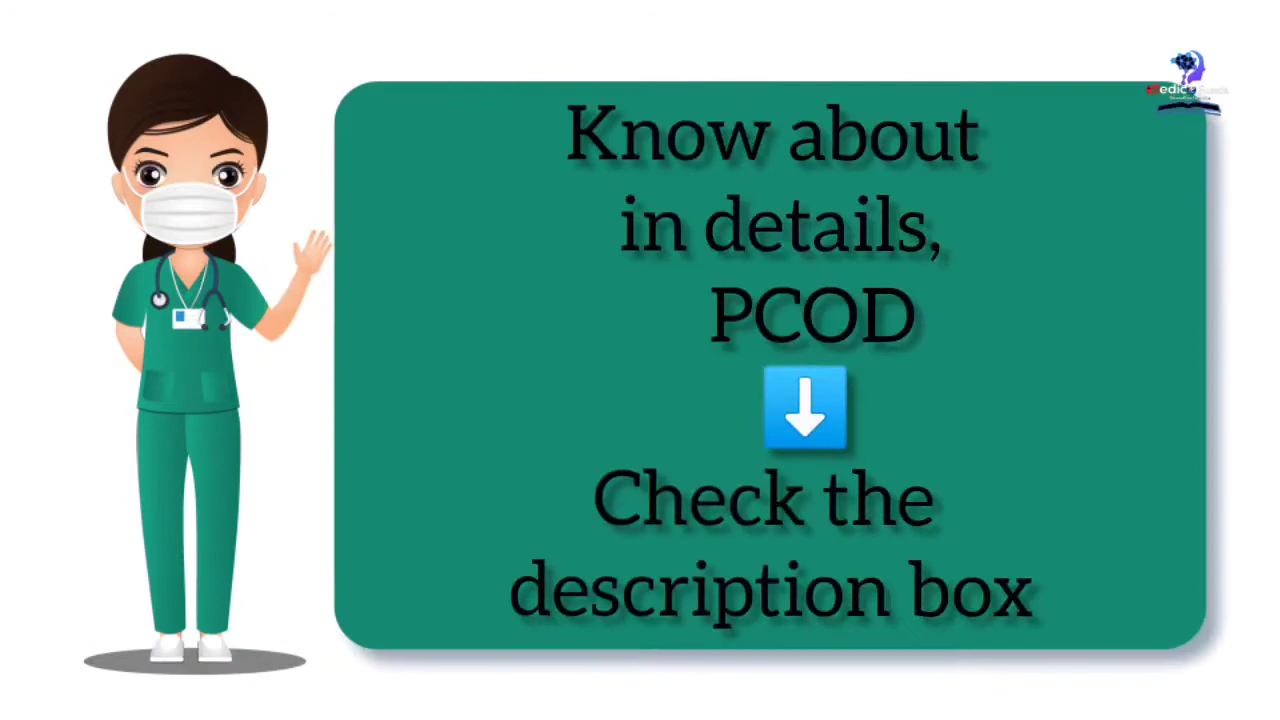 Know about
in details,
PCOD
Check the
description box